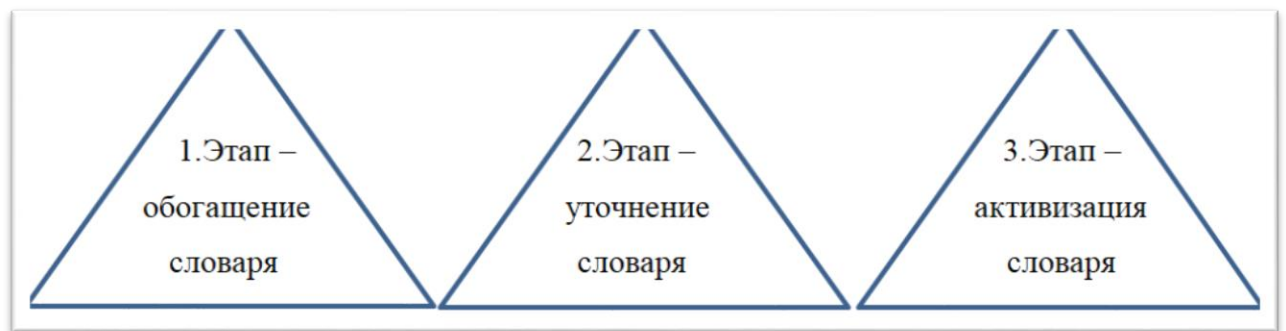 1.Этап –
обогащение
словаря
2.Этап –
уточнение
словаря
3.Этап –
активизация
словаря